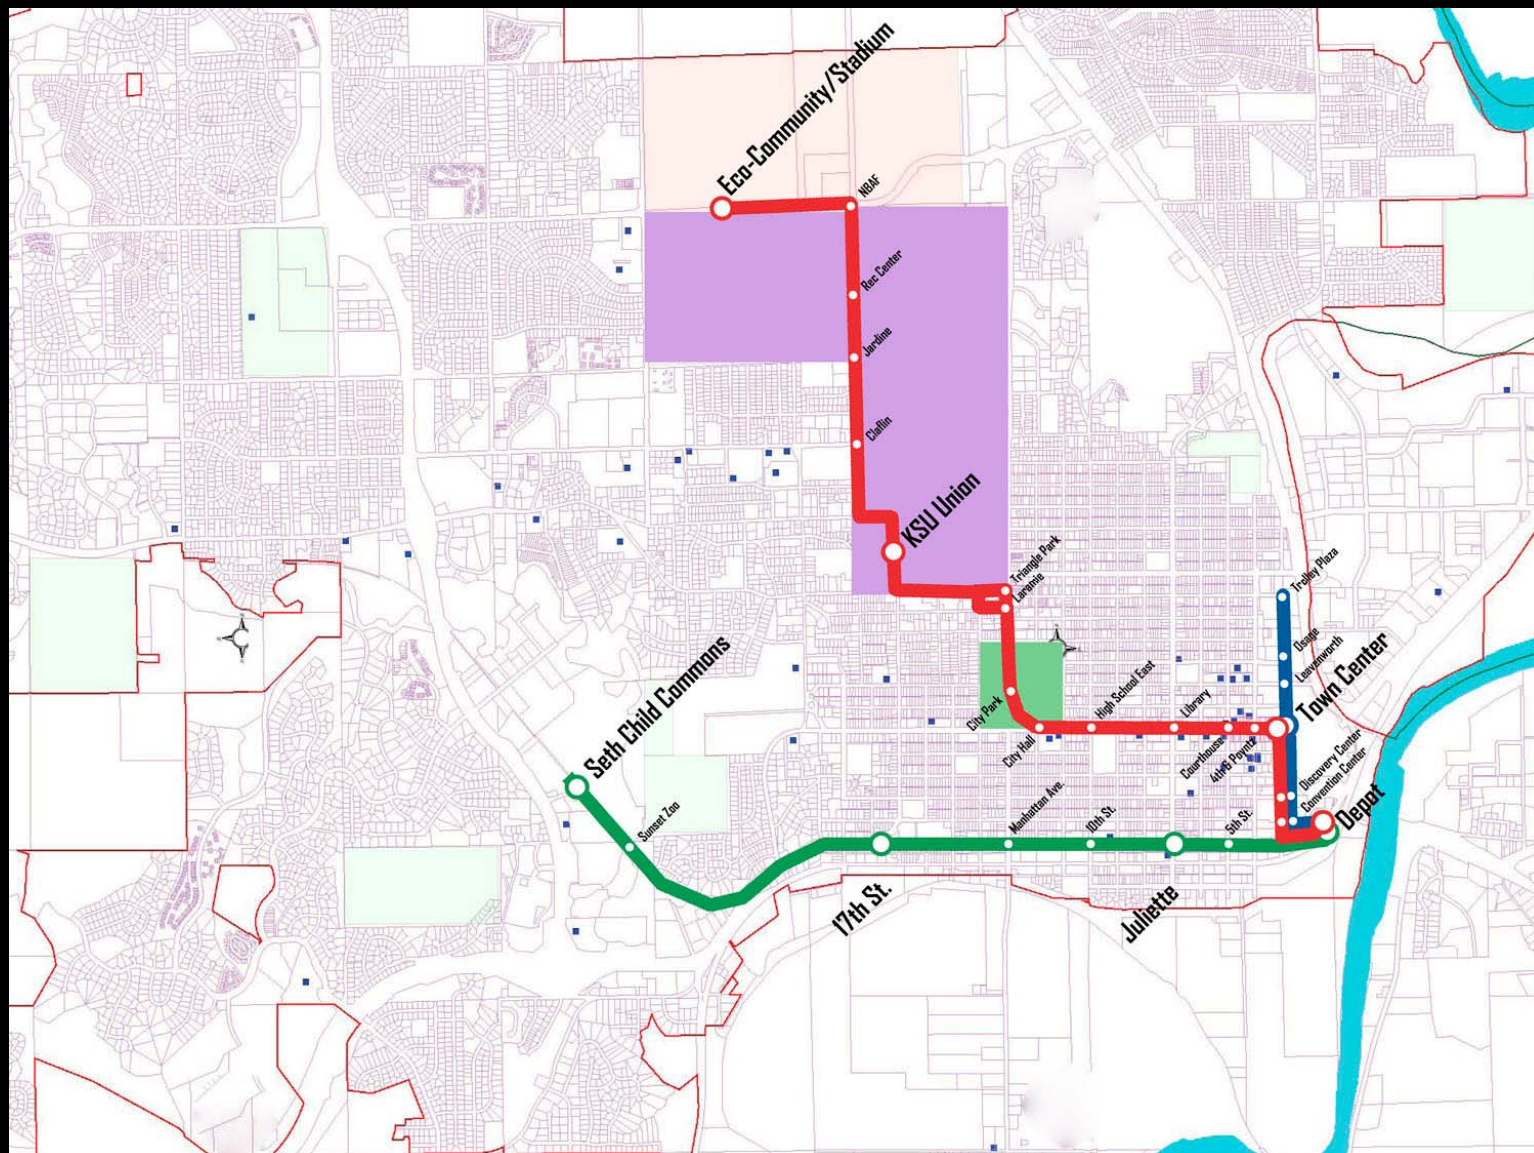 Eco-Community/Stadium
NBAF
Rec Center
Jardine
Claflin
KSU Union
Triangle Park
Laramie
Trolley Plaza
Osage
Leavenworth
Town Center
Seth Child Commons
City Park
City Hall
High School East
Library
Courthouse
4th & Poyntz
Discovery Center
Convention Center
Depot
Sunset Zoo
17th St.
Manhattan Ave.
10th St.
Juliette
5th St.